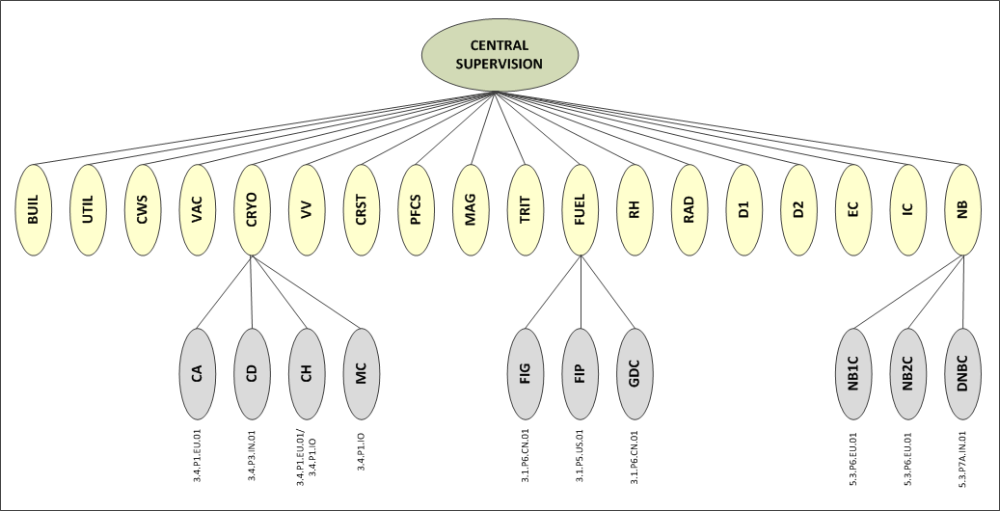 CENTRAL
SUPERVISION
BUIL
UTIL
CWS
VAC
CRYO
VV
CRST
PFCS
MAG
TRIT
FUEL
RH
RAD
D1
D2
EC
IC
NB
CA
CD
CH
MC
FIG
FIP
GDC
NB1C
NB2C
DNBC
3.4.P1.EU.01
3.4.P3.IN.01
3.4.P1.EU.01/
3.4.P1.IO
3.4.P1.IO
3.1.P6.CN.01
3.1.P5.US.01
3.1.P6.CN.01
5.3.P6.EU.01
5.3.P6.EU.01
5.3.P7A.IN.01